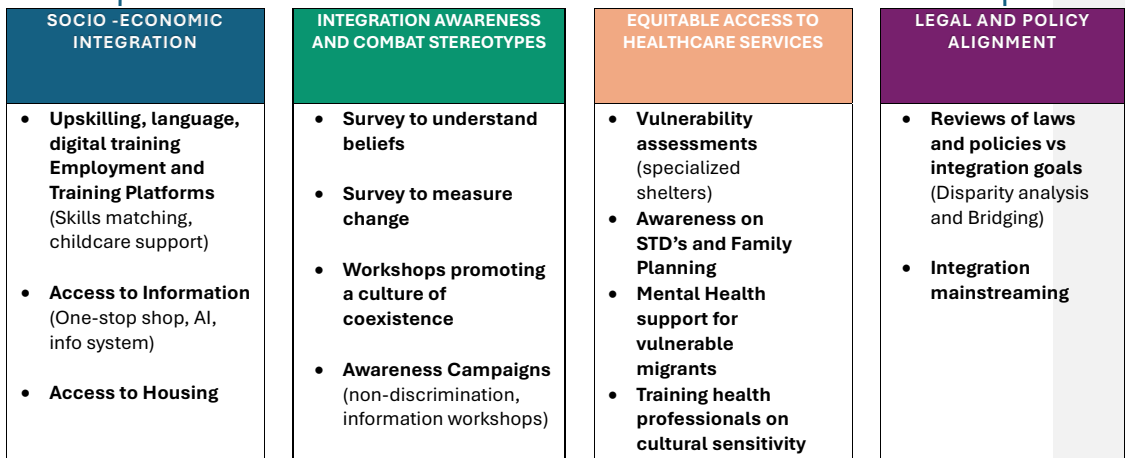 SOCIO -ECONOMIC
INTEGRATION
Upskilling, language,
digital training
Employment and
Training Platforms
(Skills matching,
childcare support)
Access to Information
(One-stop shop, AI,
info system)
Access to Housing
INTEGRATION AWARENESS
AND COMBAT STEREOTYPES
Survey to understand
beliefs
Survey to measure
change
Workshops promoting
a culture of
coexistence
Awareness Campaigns
(non-discrimination,
information workshops)
EQUITABLE ACCESS TO
HEALTHCARE SERVICES
Vulnerability
assessments
(specialized
shelters)
Awareness on
STD's and Family
Planning
Mental Health
support for
vulnerable
migrants
Training health
professionals on
cultural sensitivity
LEGAL AND POLICY
ALIGNMENT
Reviews of laws
and policies vs
integration goals
(Disparity analysis
and Bridging)
Integration
mainstreaming